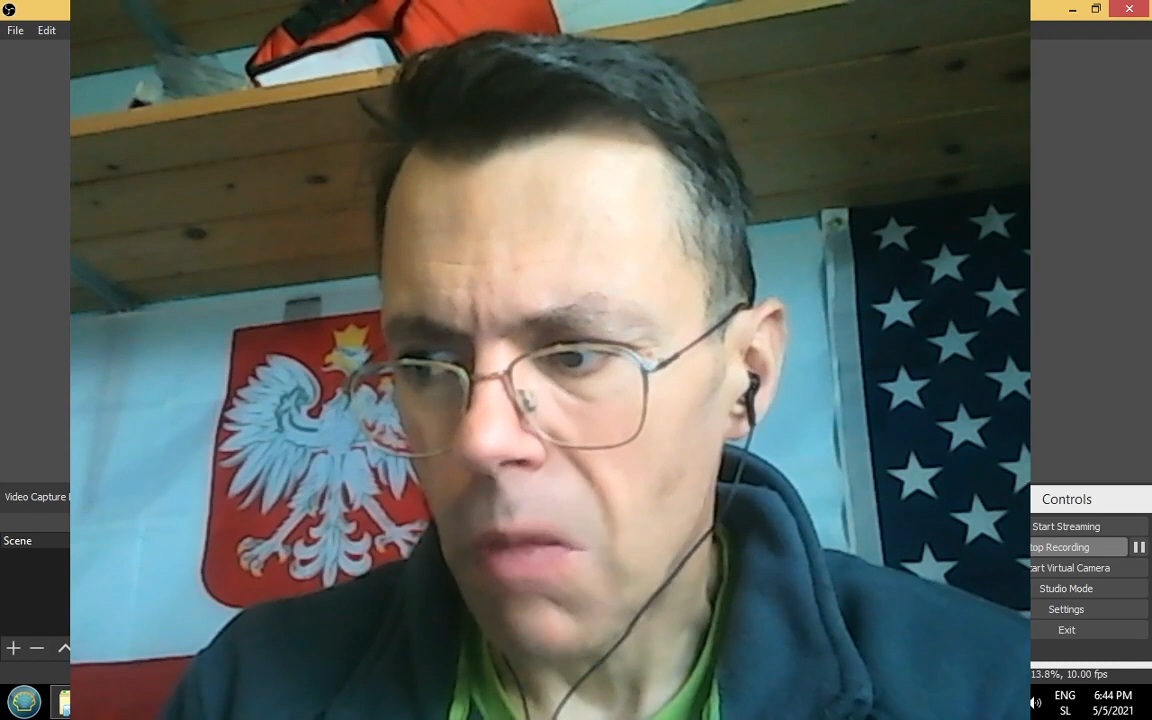 File Edit
Video Capture
Scene
Controls
Start Streaming
top Recording
art Virtual Camera
Studio Mode
Settings
Exit
13.8%, 10.00 fps
ENG
SL
6:44 PM
5/5/2021